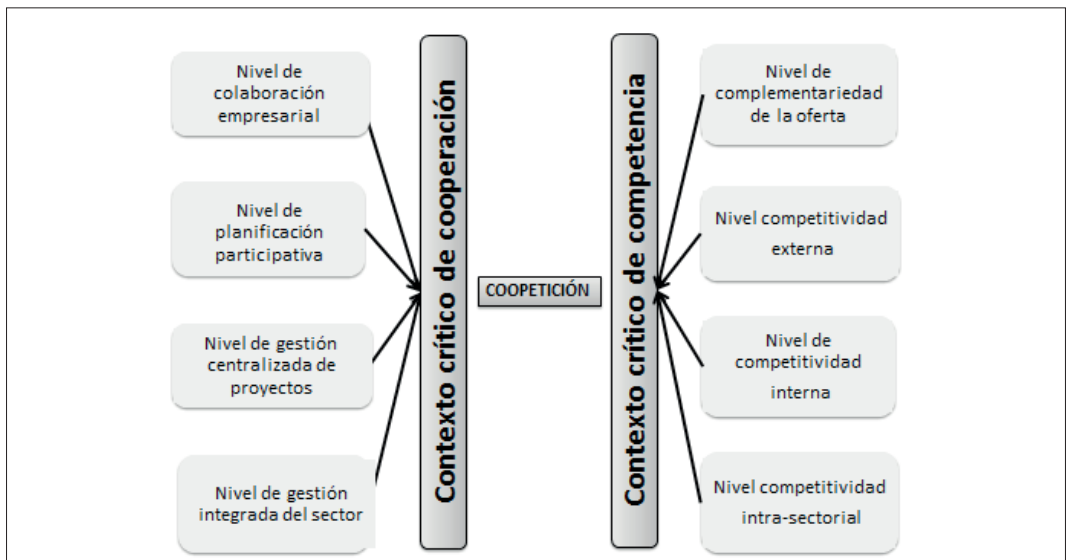 Nivel de
colaboración
empresarial
Nivel de
planificación
participativa
Nivel de gestión
centralizada de
proyectos
Nivel de gestión
integrada del sector
Contexto crítico de cooperación
COOPETICIÓN
Contexto crítico de competencia
Nivel de
complementariedad
de la oferta
Nivel competitividad
externa
Nivel de
competitividad
interna
Nivel competitividad
intra-sectorial